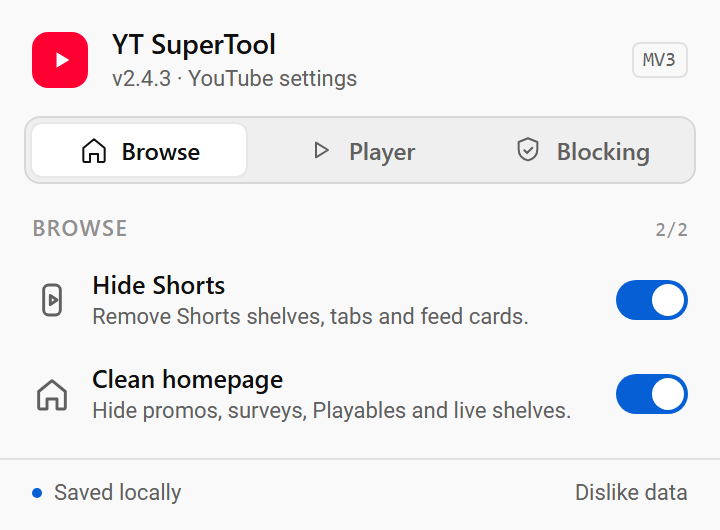 YT SuperTool
v2.4.3 · YouTube settings
MV3
Browse
Player
Blocking
BROWSE
2/2
Hide Shorts
Remove Shorts shelves, tabs and feed cards.
Clean homepage
Hide promos, surveys, Playables and live shelves.
Saved locally
Dislike data